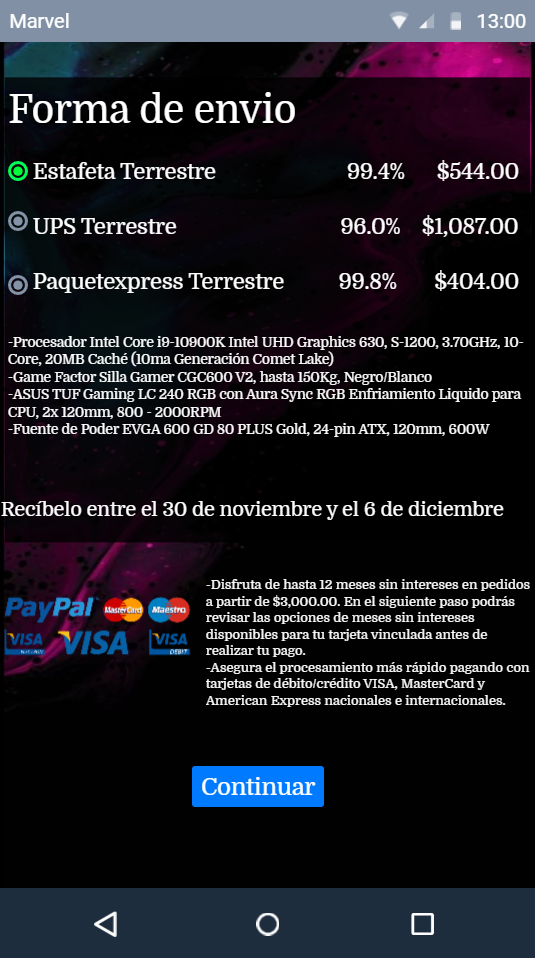 Marvel 13:00
Forma de envio
Estafeta Terrestre 99.4% $544.00
UPS Terrestre 96.0% $1,087.00
Paquetexpress Terrestre 99.8% $404.00
-Procesador Intel Core i9-10900K Intel UHD Graphics 630, S-1200, 3.70GHz, 10-
Core, 20MB Caché (10ma Generación Comet Lake)
-Game Factor Silla Gamer CGC600 V2, hasta 150Kg, Negro/Blanco
-ASUS TUF Gaming LC 240 RGB con Aura Sync RGB Enfriamiento Liquido para
CPU, 2x 120mm, 800 - 2000RPM
-Fuente de Poder EVGA 600 GD 80 PLUS Gold, 24-pin ATX, 120mm, 600W
Recíbelo entre el 30 de noviembre y el 6 de diciembre
PayPal MasterCard Maestro
VISA VISA VISA
DEBIT
-Disfruta de hasta 12 meses sin intereses en pedidos
a partir de $3,000.00. En el siguiente paso podrás
revisar las opciones de meses sin intereses
disponibles para tu tarjeta vinculada antes de
realizar tu pago.
-Asegura el procesamiento más rápido pagando con
tarjetas de débito/crédito VISA, MasterCard y
American Express nacionales e internacionales.
Continuar